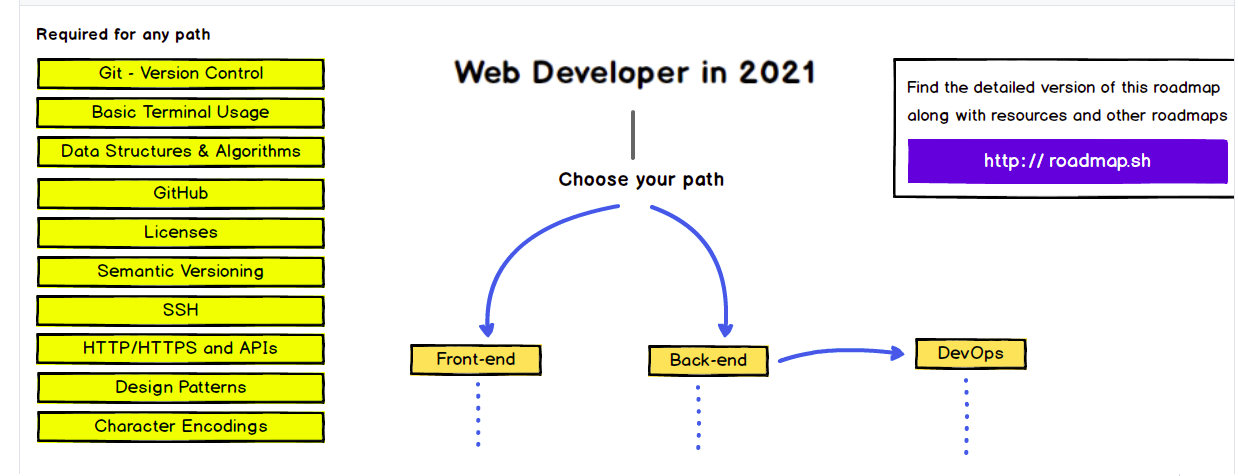 Required for any path
Git - Version Control
Basic Terminal Usage
Data Structures & Algorithms
GitHub
Licenses
Semantic Versioning
SSH
HTTP/HTTPS and APIs
Design Patterns
Character Encodings
Web Developer in 2021
Choose your path
Front-end
Back-end
DevOps
Find the detailed version of this roadmap
along with resources and other roadmaps
http:// roadmap.sh